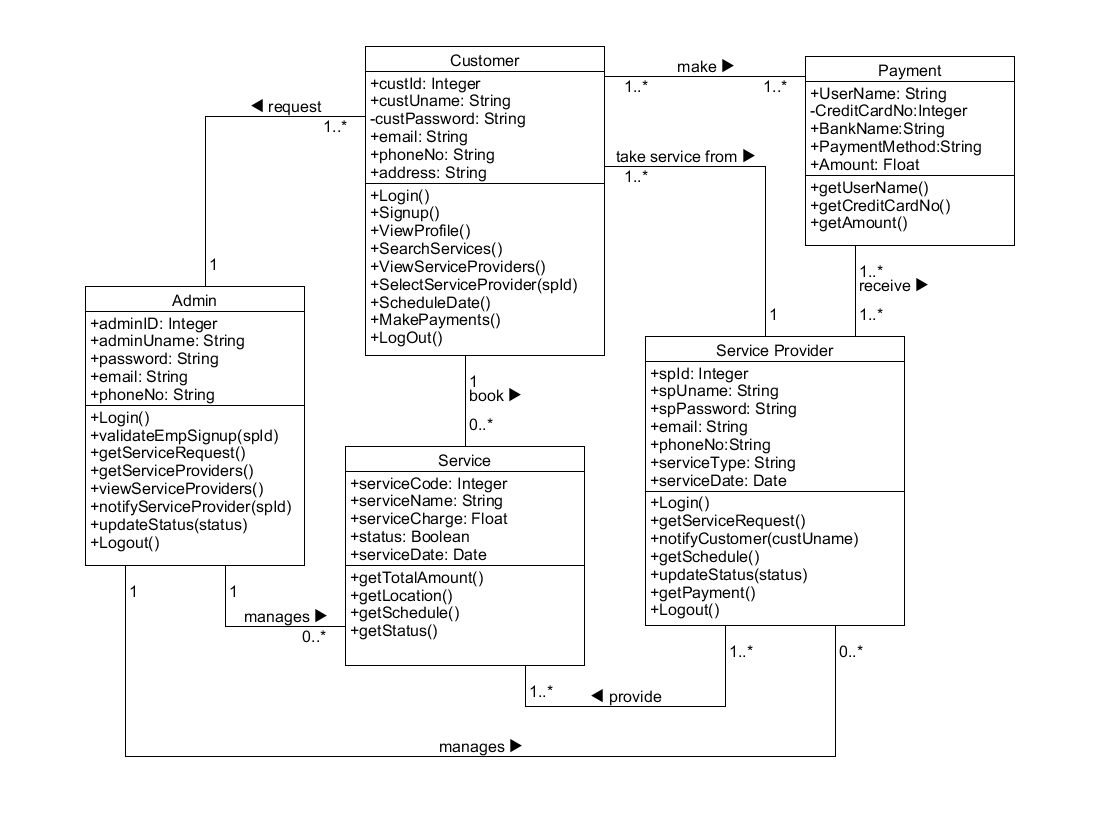 Customer
+custId: Integer
+custUname: String
-custPassword: String
+email: String
+phoneNo: String
+address: String
+Login()
+Signup()
+ViewProfile()
+SearchServices()
+ViewServiceProviders()
+SelectServiceProvider(spId)
+ScheduleDate()
+MakePayments()
+LogOut()
make ▶
1..*
1..*
Payment
+UserName: String
-CreditCardNo:Integer
+BankName:String
+PaymentMethod:String
+Amount: Float
+getUserName()
+getCreditCardNo()
+getAmount()
◀ request
1..*
1
take service from ▶
1..*
1
1..*
receive ▶
1..*
Admin
+adminID: Integer
+adminUname: String
+password: String
+email: String
+phoneNo: String
+Login()
+validateEmpSignup(spId)
+getServiceRequest()
+getServiceProviders()
+viewServiceProviders()
+notifyServiceProvider(spId)
+updateStatus(status)
+Logout()
1
book ▶
0..*
Service
+serviceCode: Integer
+serviceName: String
+serviceCharge: Float
+status: Boolean
+serviceDate: Date
+getTotalAmount()
+getLocation()
+getSchedule()
+getStatus()
Service Provider
+spId: Integer
+spUname: String
+spPassword: String
+email: String
+phoneNo:String
+serviceType: String
+serviceDate: Date
+Login()
+getServiceRequest()
+notifyCustomer(custUname)
+getSchedule()
+updateStatus(status)
+getPayment()
+Logout()
1
1
manages ▶
0..*
1..*
0..*
1..*
◀ provide
manages ▶